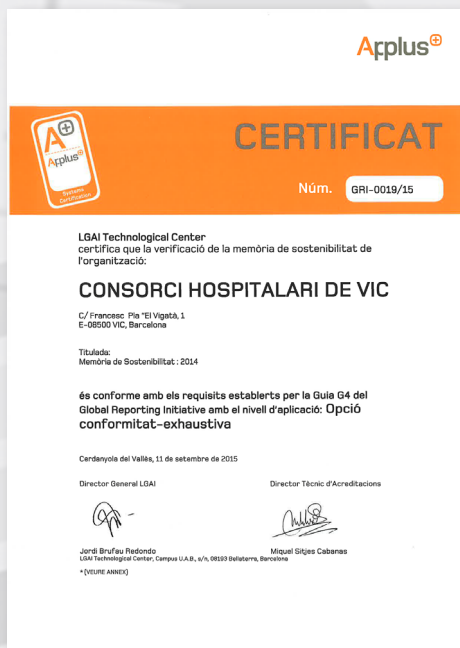 Applus+
CERTIFICAT
A+
Applus+
Systems
Certification
Núm.
GRI-0019/15
LGAI Technological Center
certifica que la verificació de la memòria de sostenibilitat de
l'organització:
CONSORCI HOSPITALARI DE VIC
C/ Francesc Pla "El Vigatà, 1
E-08500 VIC, Barcelona
Titulada:
Memòria de Sostenibilitat : 2014
és conforme amb els requisits establerts per la Guia G4 del
Global Reporting Initiative amb el nivell d'aplicació: Opció
conformitat-exhaustiva
Cerdanyola del Vallès, 11 de setembre de 2015
Director General LGAI
Director Tècnic d'Acreditacions
Jordi Brufau Redondo
Miquel Sitjes Cabanas
LGAI Technological Center, Campus U.A.B., s/n, 08193 Bellaterra, Barcelona
* (VEURE ANNEX)